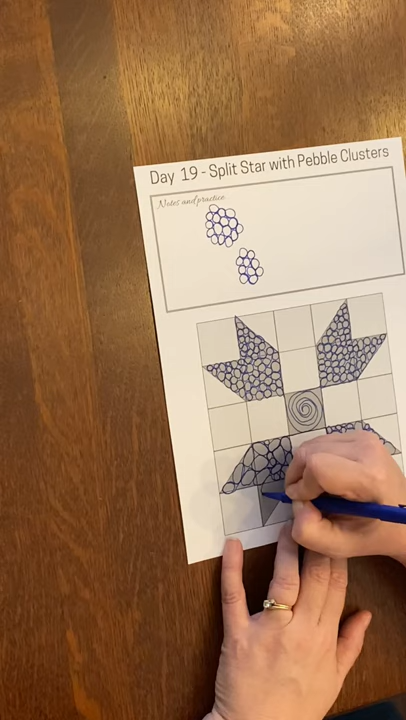 Day 19 - Split Star with Pebble Clusters
Notes and practice